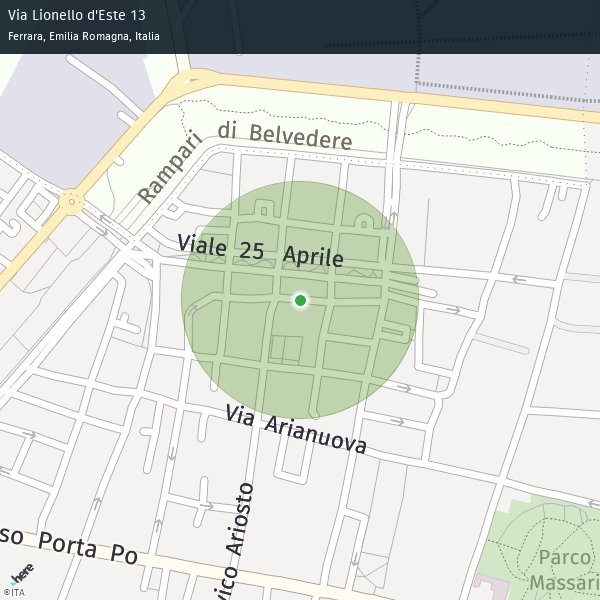 Via Lionello d'Este 13
Ferrara, Emilia Romagna, Italia
di Belvedere
Rampari
Viale 25 Aprile
Via Arianuova
vico Ariosto
so Porta Po
Parco
Massari
here
©ITA